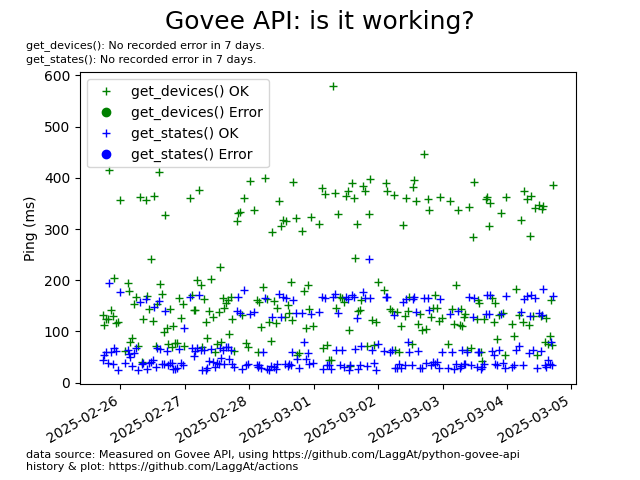 Govee API: is it working?
get_devices(): No recorded error in 7 days.
get_states(): No recorded error in 7 days.
get_devices() OK
get_devices() Error
get_states() OK
get_states() Error
Ping (ms)
600
500
400
300
200
100
0
2025-02-26
2025-02-27
2025-02-28
2025-03-01
2025-03-02
2025-03-03
2025-03-04
2025-03-05
data source: Measured on Govee API, using https://github.com/LaggAt/python-govee-api
history & plot: https://github.com/LaggAt/actions